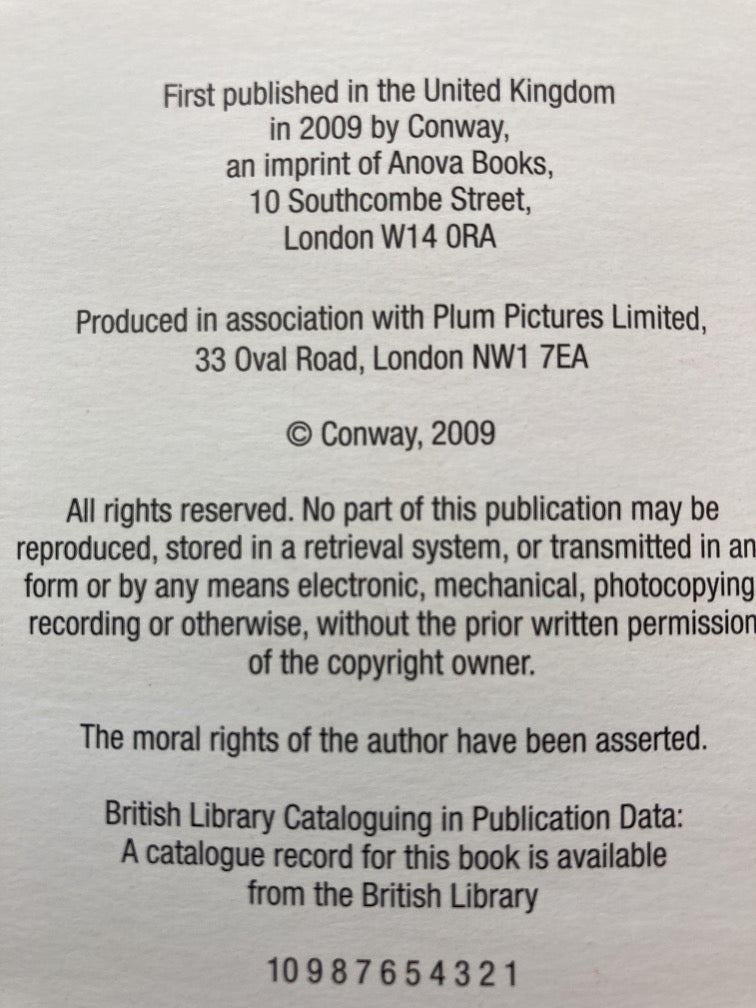 First published in the United Kingdom
in 2009 by Conway,
an imprint of Anova Books,
10 Southcombe Street,
London W14 0RA
Produced in association with Plum Pictures Limited,
33 Oval Road, London NW1 7EA
© Conway, 2009
All rights reserved. No part of this publication may be
reproduced, stored in a retrieval system, or transmitted in an
form or by any means electronic, mechanical, photocopying
recording or otherwise, without the prior written permission
of the copyright owner.
The moral rights of the author have been asserted.
British Library Cataloguing in Publication Data:
A catalogue record for this book is available
from the British Library
10 9 8 7 6 5 4 3 2 1